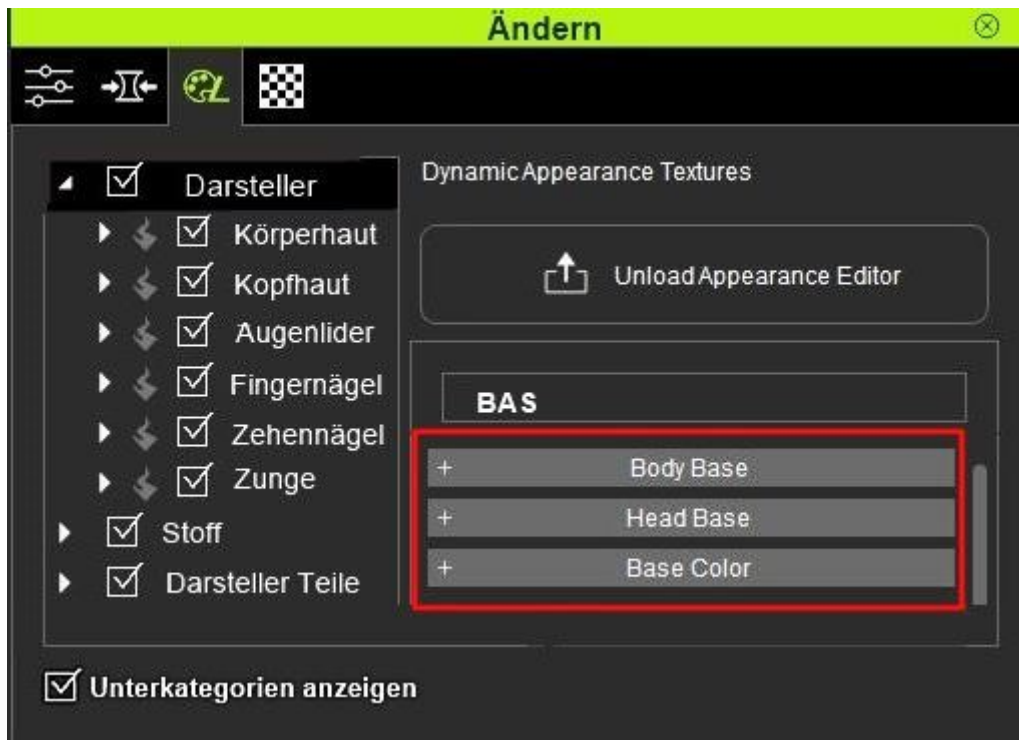 Ändern
Darsteller
Körperhaut
Kopfhaut
Augenlider
Fingernägel
Zehennägel
Zunge
Stoff
Darsteller Teile
Dynamic Appearance Textures
Unload Appearance Editor
BAS
+ Body Base
+ Head Base
+ Base Color
Unterkategorien anzeigen